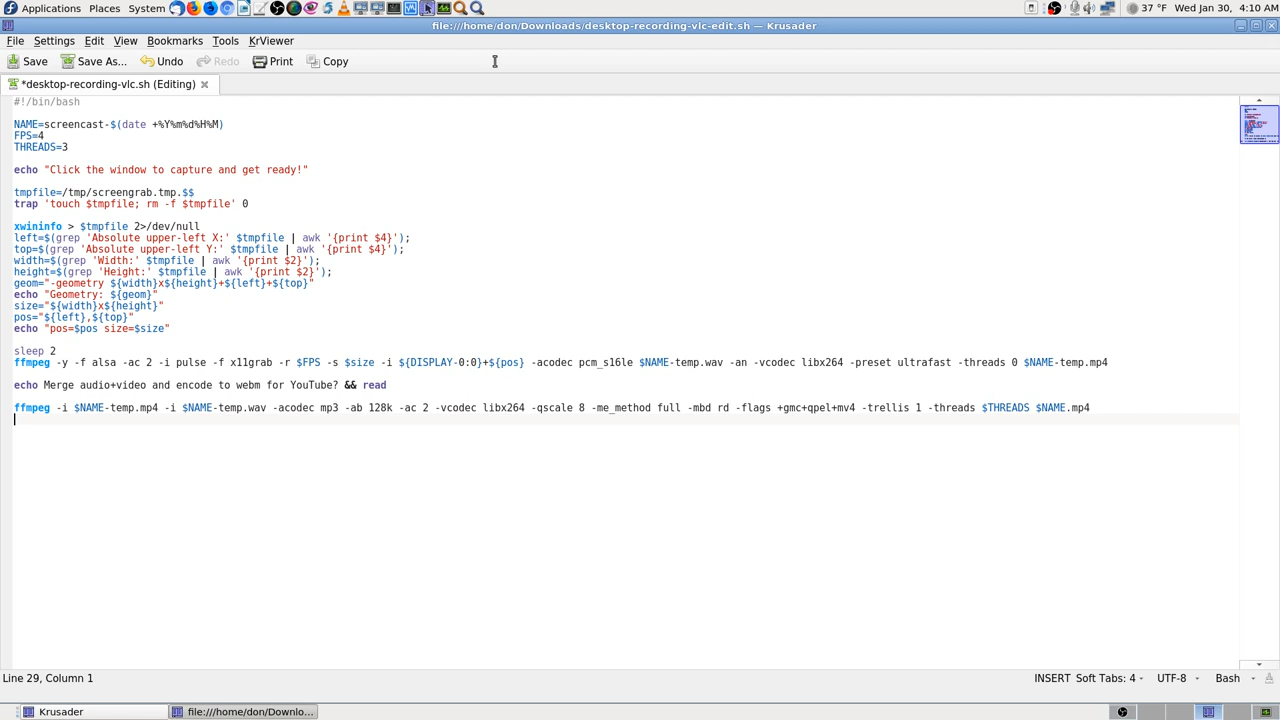 Applications Places System 37 °F Wed Jan 30, 4:10 AM
file:///home/don/Downloads/desktop-recording-vlc-edit.sh — Krusader
File Settings Edit View Bookmarks Tools KrViewer
Save Save As... Undo Redo Print Copy
*desktop-recording-vlc.sh (Editing)
#!/bin/bash
NAME=screencast-$(date +%Y%m%d%H%M)
FPS=4
THREADS=3
echo "Click the window to capture and get ready!"
tmpfile=/tmp/screengrab.tmp.$$
trap 'touch $tmpfile; rm -f $tmpfile' 0
xwininfo > $tmpfile 2>/dev/null
left=$(grep 'Absolute upper-left X:' $tmpfile | awk '{print $4}');
top=$(grep 'Absolute upper-left Y:' $tmpfile | awk '{print $4}');
width=$(grep 'Width:' $tmpfile | awk '{print $2}');
height=$(grep 'Height:' $tmpfile | awk '{print $2}');
geom="-geometry ${width}x${height}+${left}+${top}"
echo "Geometry: ${geom}"
size="${width}x${height}"
pos="${left},${top}"
echo "pos=$pos size=$size"
sleep 2
ffmpeg -y -f alsa -ac 2 -i pulse -f x11grab -r $FPS -s $size -i ${DISPLAY-0:0}+${pos} -acodec pcm_s16le $NAME-temp.wav -an -vcodec libx264 -preset ultrafast -threads 0 $NAME-temp.mp4
echo Merge audio+video and encode to webm for YouTube? && read
ffmpeg -i $NAME-temp.mp4 -i $NAME-temp.wav -acodec mp3 -ab 128k -ac 2 -vcodec libx264 -qscale 8 -me_method full -mbd rd -flags +gmc+qpel+mv4 -trellis 1 -threads $THREADS $NAME.mp4
Line 29, Column 1 INSERT Soft Tabs: 4 UTF-8 Bash
Krusader file:///home/don/Downlo...